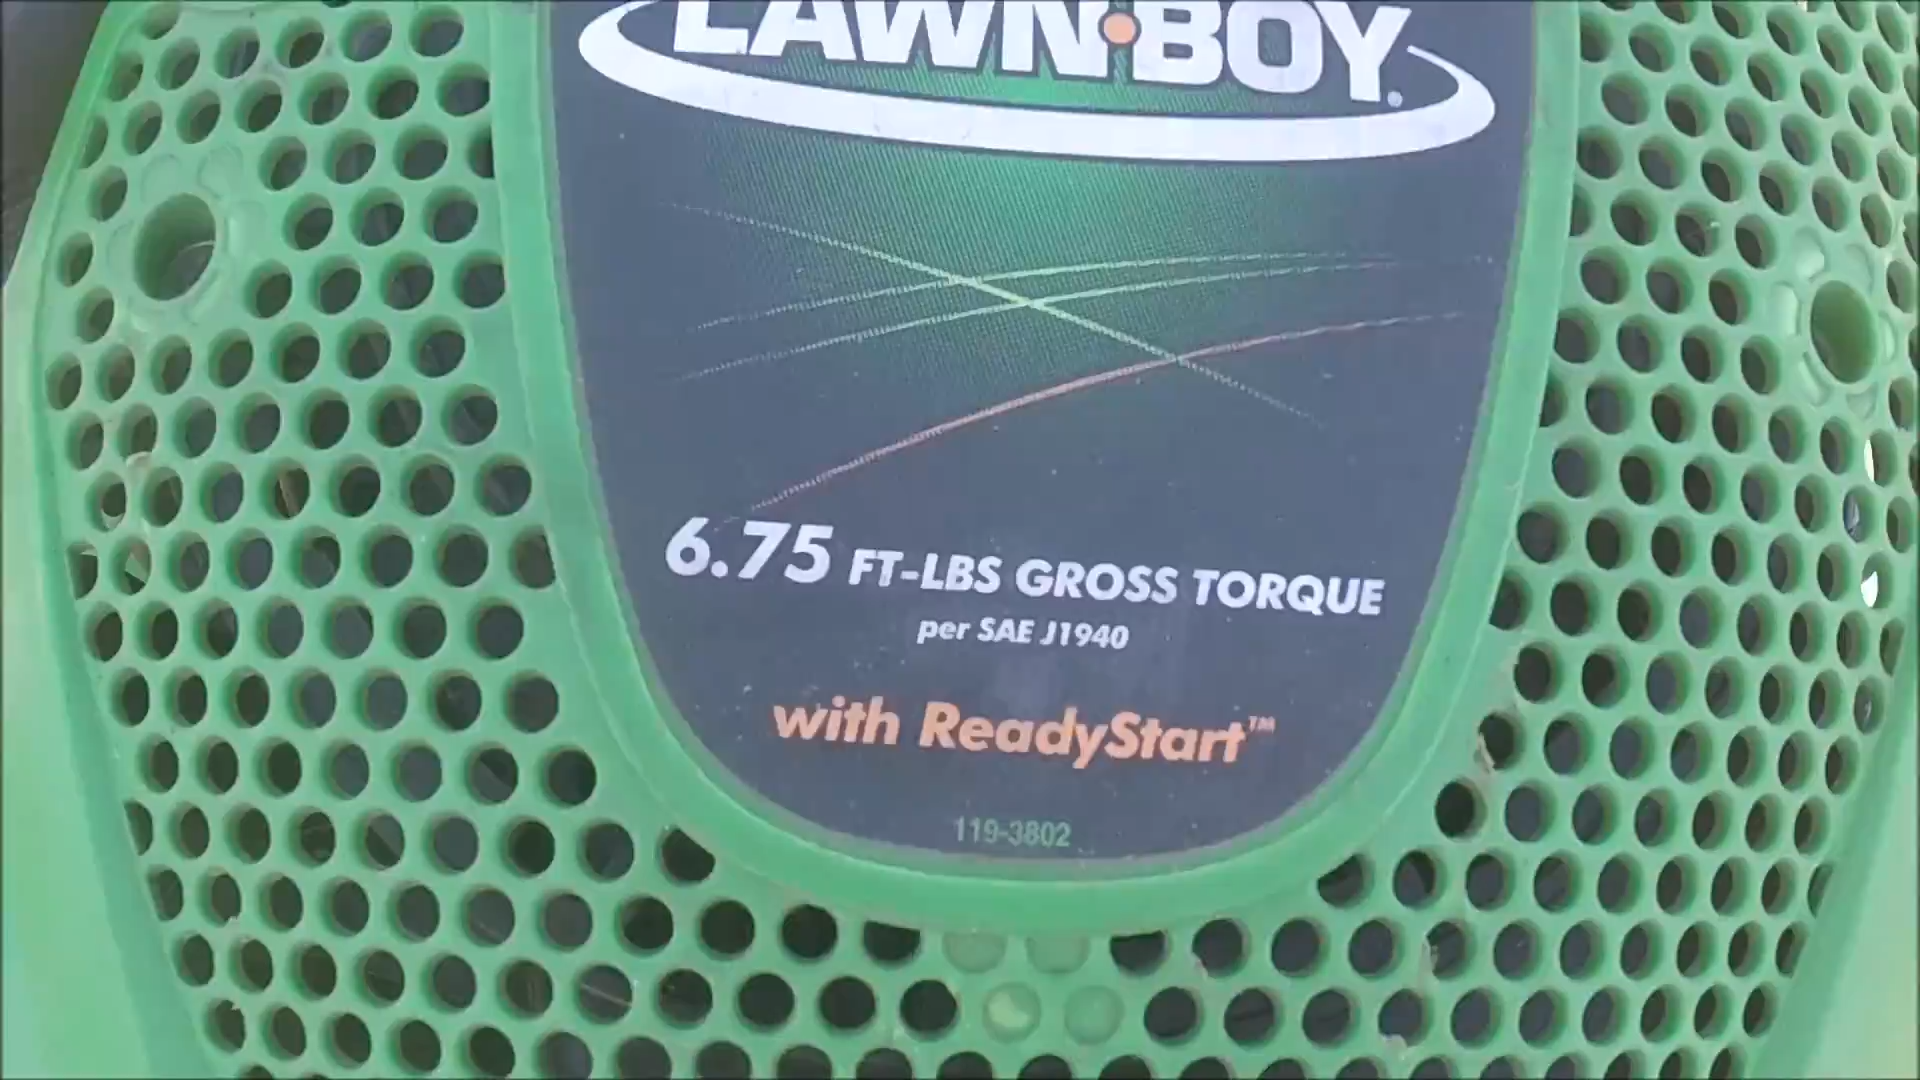 LAWN•BOY®
6.75 FT-LBS GROSS TORQUE
per SAE J1940
with ReadyStart™
119-3802